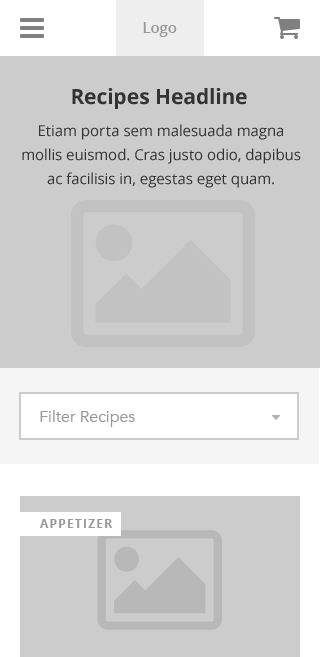 Logo
Recipes Headline
Etiam porta sem malesuada magna
mollis euismod. Cras justo odio, dapibus
ac facilisis in, egestas eget quam.
Filter Recipes
APPETIZER